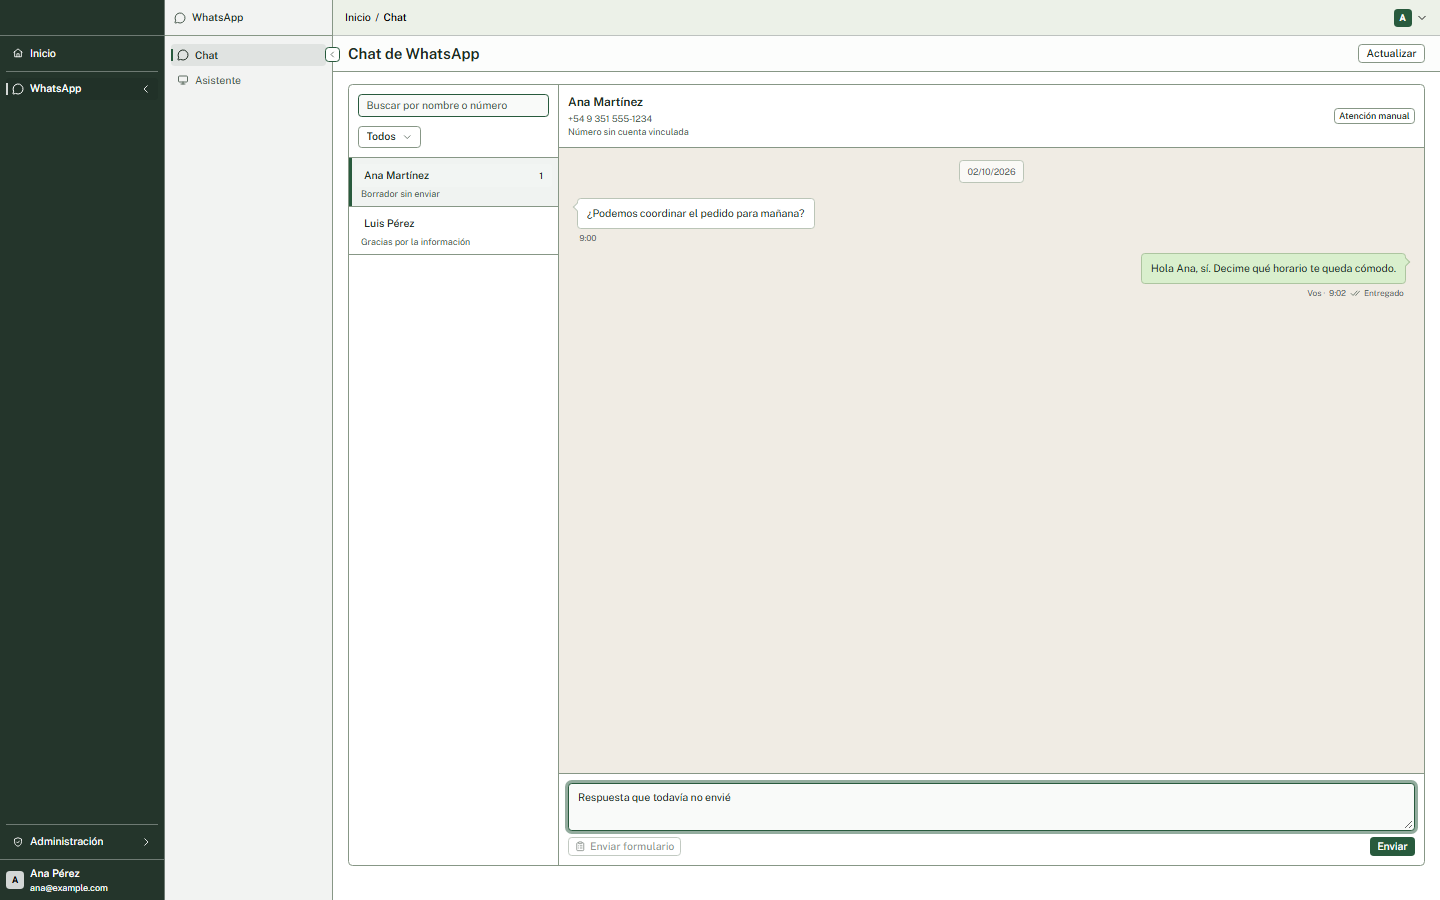 Inicio
WhatsApp
Administración
A
Ana Pérez
ana@example.com
WhatsApp
Chat
Asistente
Inicio / Chat
A
Chat de WhatsApp
Actualizar
Buscar por nombre o número
Todos
Ana Martínez 1
Borrador sin enviar
Luis Pérez
Gracias por la información
Ana Martínez
+54 9 351 555-1234
Número sin cuenta vinculada
Atención manual
02/10/2026
¿Podemos coordinar el pedido para mañana?
9:00
Hola Ana, sí. Decime qué horario te queda cómodo.
Vos · 9:02 Entregado
Respuesta que todavía no envié
Enviar formulario
Enviar